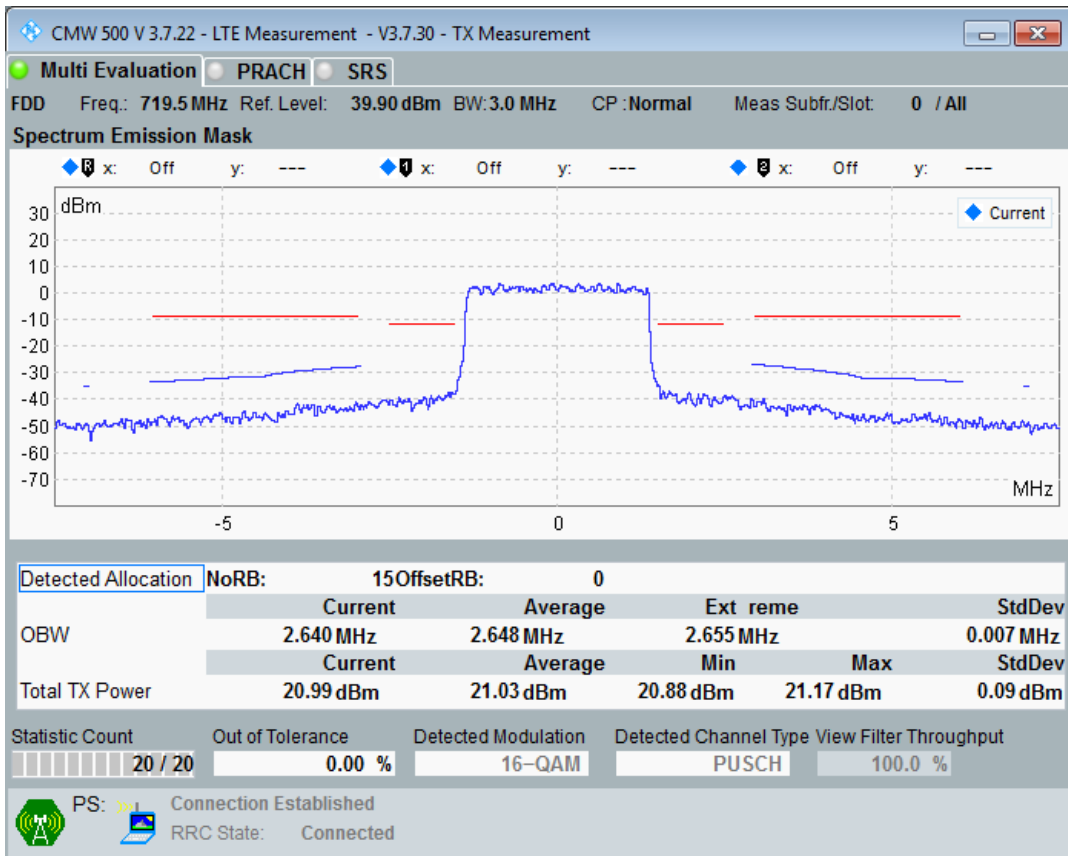 CMW 500 V 3.7.22 - LTE Measurement - V3.7.30 - TX Measurement
Multi Evaluation PRACH SRS
FDD Freq.: 719.5 MHz Ref. Level: 39.90 dBm BW: 3.0 MHz CP : Normal Meas Subfr./Slot: 0 / All
Spectrum Emission Mask
R x: Off y: --- 1 x: Off y: --- 2 x: Off y: ---
dBm
Current
30
20
10
0
-10
-20
-30
-40
-50
-60
-70
MHz
-5 0 5
Detected Allocation NoRB: 15 OffsetRB: 0
Current Average Ext reme StdDev
OBW 2.640 MHz 2.648 MHz 2.655 MHz 0.007 MHz
Current Average Min Max StdDev
Total TX Power 20.99 dBm 21.03 dBm 20.88 dBm 21.17 dBm 0.09 dBm
Statistic Count Out of Tolerance Detected Modulation Detected Channel Type View Filter Throughput
20 / 20 0.00 % 16-QAM PUSCH 100.0 %
PS: Connection Established
RRC State: Connected